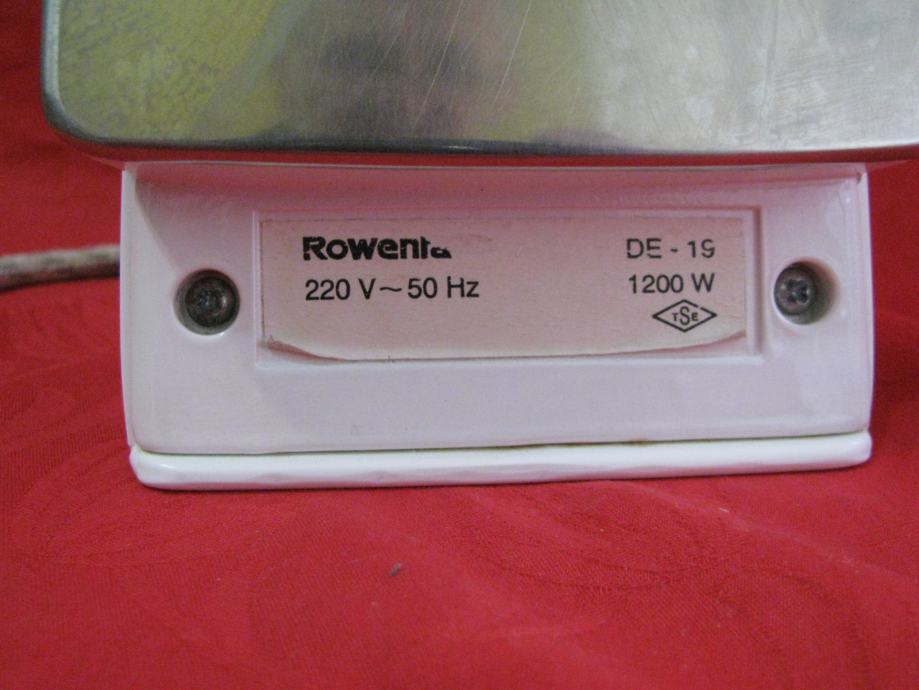 Rowenta DE - 19
220 V ~ 50 Hz 1200 W
TSE